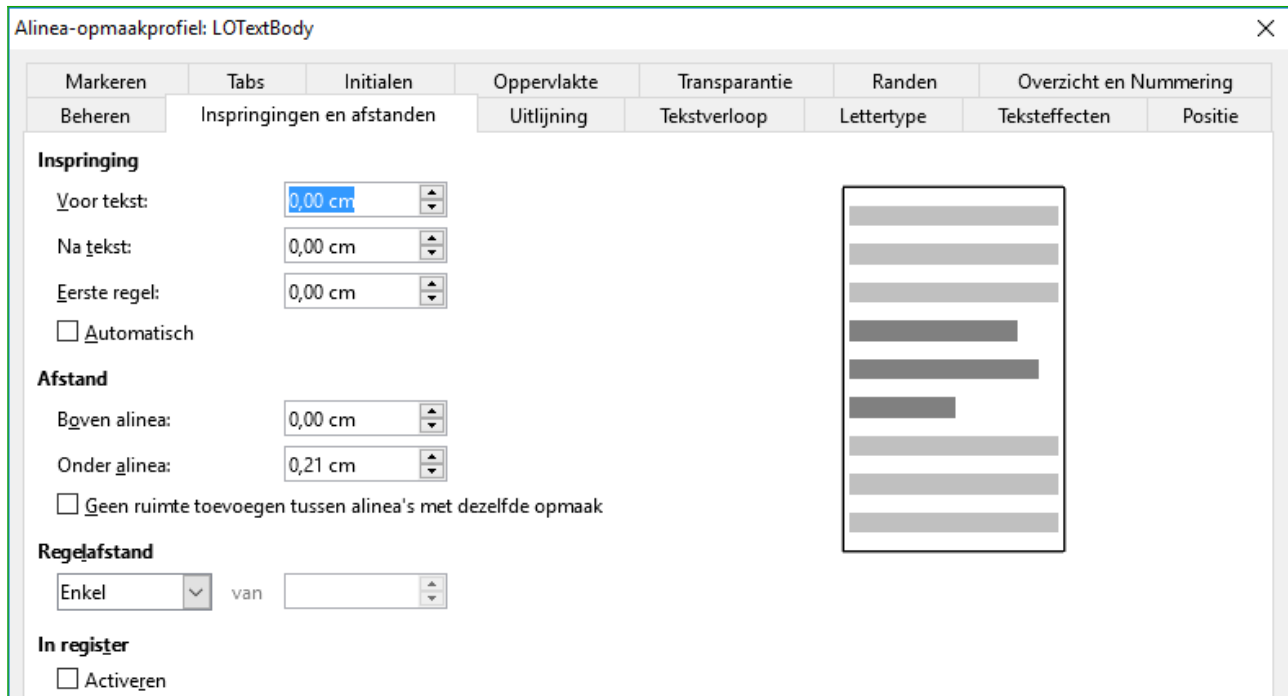 Alinea-opmaakprofiel: LOTextBody
Markeren Tabs Initialen Oppervlakte Transparantie Randen Overzicht en Nummering
Beheren Inspringingen en afstanden Uitlijning Tekstverloop Lettertype Teksteffecten Positie
Inspringing
Voor tekst: 0,00 cm
Na tekst: 0,00 cm
Eerste regel: 0,00 cm
Automatisch
Afstand
Boven alinea: 0,00 cm
Onder alinea: 0,21 cm
Geen ruimte toevoegen tussen alinea's met dezelfde opmaak
Regelafstand
Enkel van
In register
Activeren